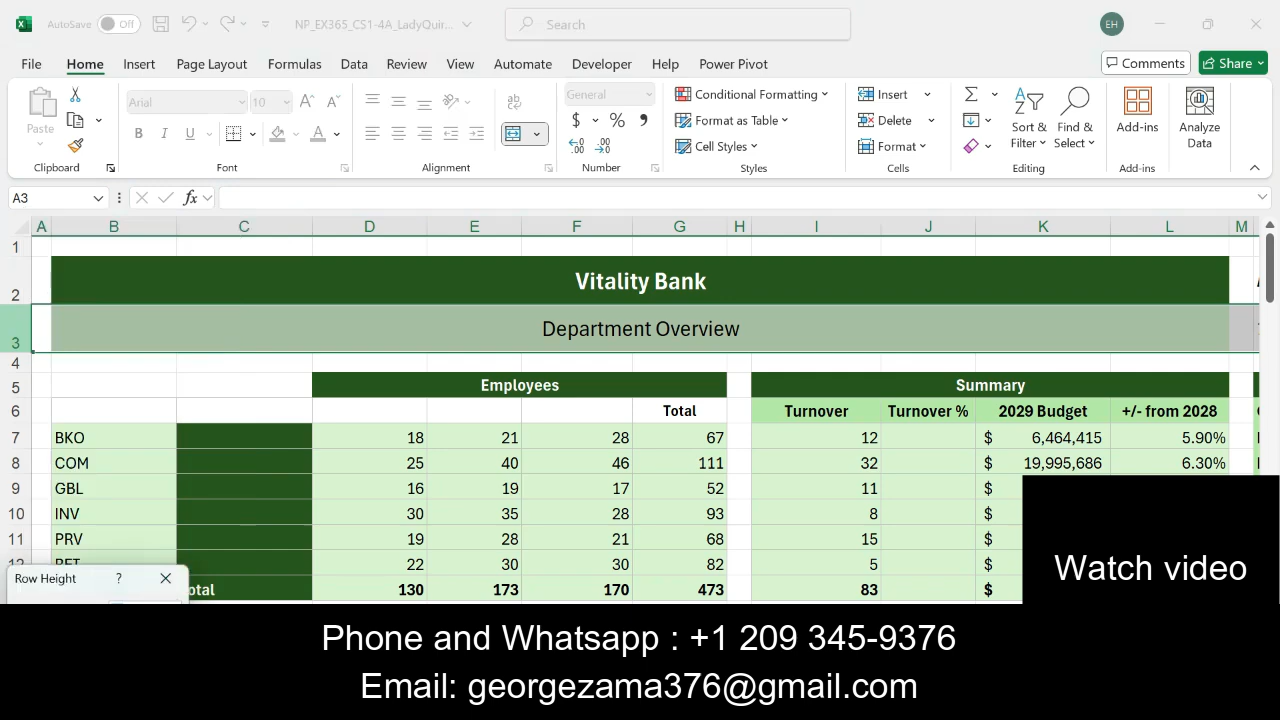 AutoSave Off NP_EX365_CS1-4A_LadyQuir... Search EH
File Home Insert Page Layout Formulas Data Review View Automate Developer Help Power Pivot Comments Share
Paste Arial 10 A A ab General Conditional Formatting Insert Sort & Filter Find & Select Add-ins Analyze Data
B I U A $ % , Format as Table Delete
Cell Styles Format
Clipboard Font Alignment Number Styles Cells Editing Add-ins
A3 fx
A B C D E F G H I J K L M
1
2 Vitality Bank
3 Department Overview
4
5 Employees Summary
6 Total Turnover Turnover % 2029 Budget +/- from 2028
7 BKO 18 21 28 67 12 $ 6,464,415 5.90%
8 COM 25 40 46 111 32 $ 19,995,686 6.30%
9 GBL 16 19 17 52 11 $
10 INV 30 35 28 93 8 $
11 PRV 19 28 21 68 15 $
22 30 30 82 5 $
Row Height ?
otal 130 173 170 473 83 $
Watch video
Phone and Whatsapp : +1 209 345-9376
Email: georgezama376@gmail.com